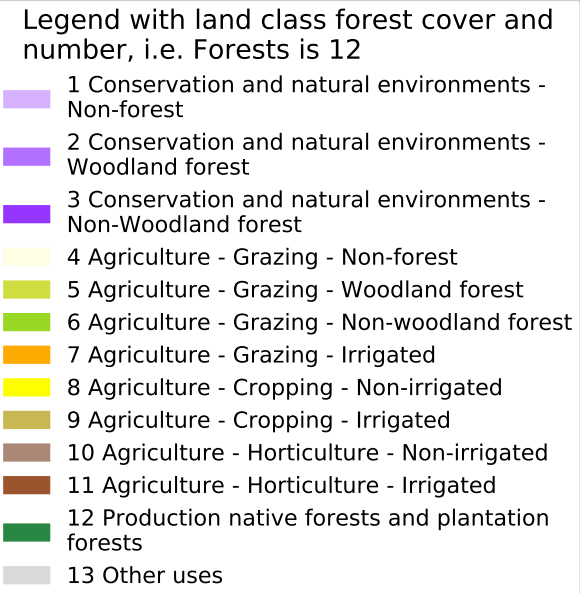 Legend with land class forest cover and
number, i.e. Forests is 12
1 Conservation and natural environments -
Non-forest
2 Conservation and natural environments -
Woodland forest
3 Conservation and natural environments -
Non-Woodland forest
4 Agriculture - Grazing - Non-forest
5 Agriculture - Grazing - Woodland forest
6 Agriculture - Grazing - Non-woodland forest
7 Agriculture - Grazing - Irrigated
8 Agriculture - Cropping - Non-irrigated
9 Agriculture - Cropping - Irrigated
10 Agriculture - Horticulture - Non-irrigated
11 Agriculture - Horticulture - Irrigated
12 Production native forests and plantation
forests
13 Other uses